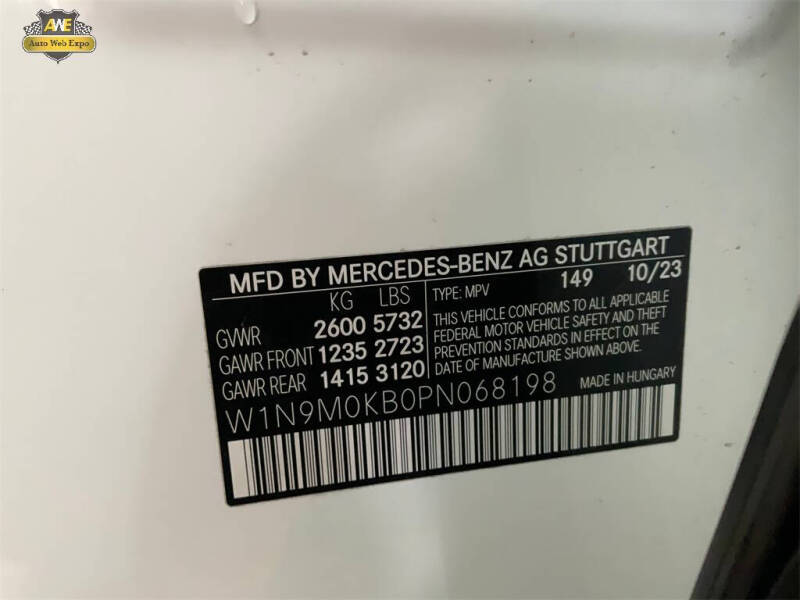 AWE
Auto Web Expo
MFD BY MERCEDES-BENZ AG STUTTGART
KG LBS
GVWR 2600 5732
GAWR FRONT 1235 2723
GAWR REAR 1415 3120
TYPE: MPV 149 10/23
THIS VEHICLE CONFORMS TO ALL APPLICABLE
FEDERAL MOTOR VEHICLE SAFETY AND THEFT
PREVENTION STANDARDS IN EFFECT ON THE
DATE OF MANUFACTURE SHOWN ABOVE.
W1N9M0KB0PN068198 MADE IN HUNGARY